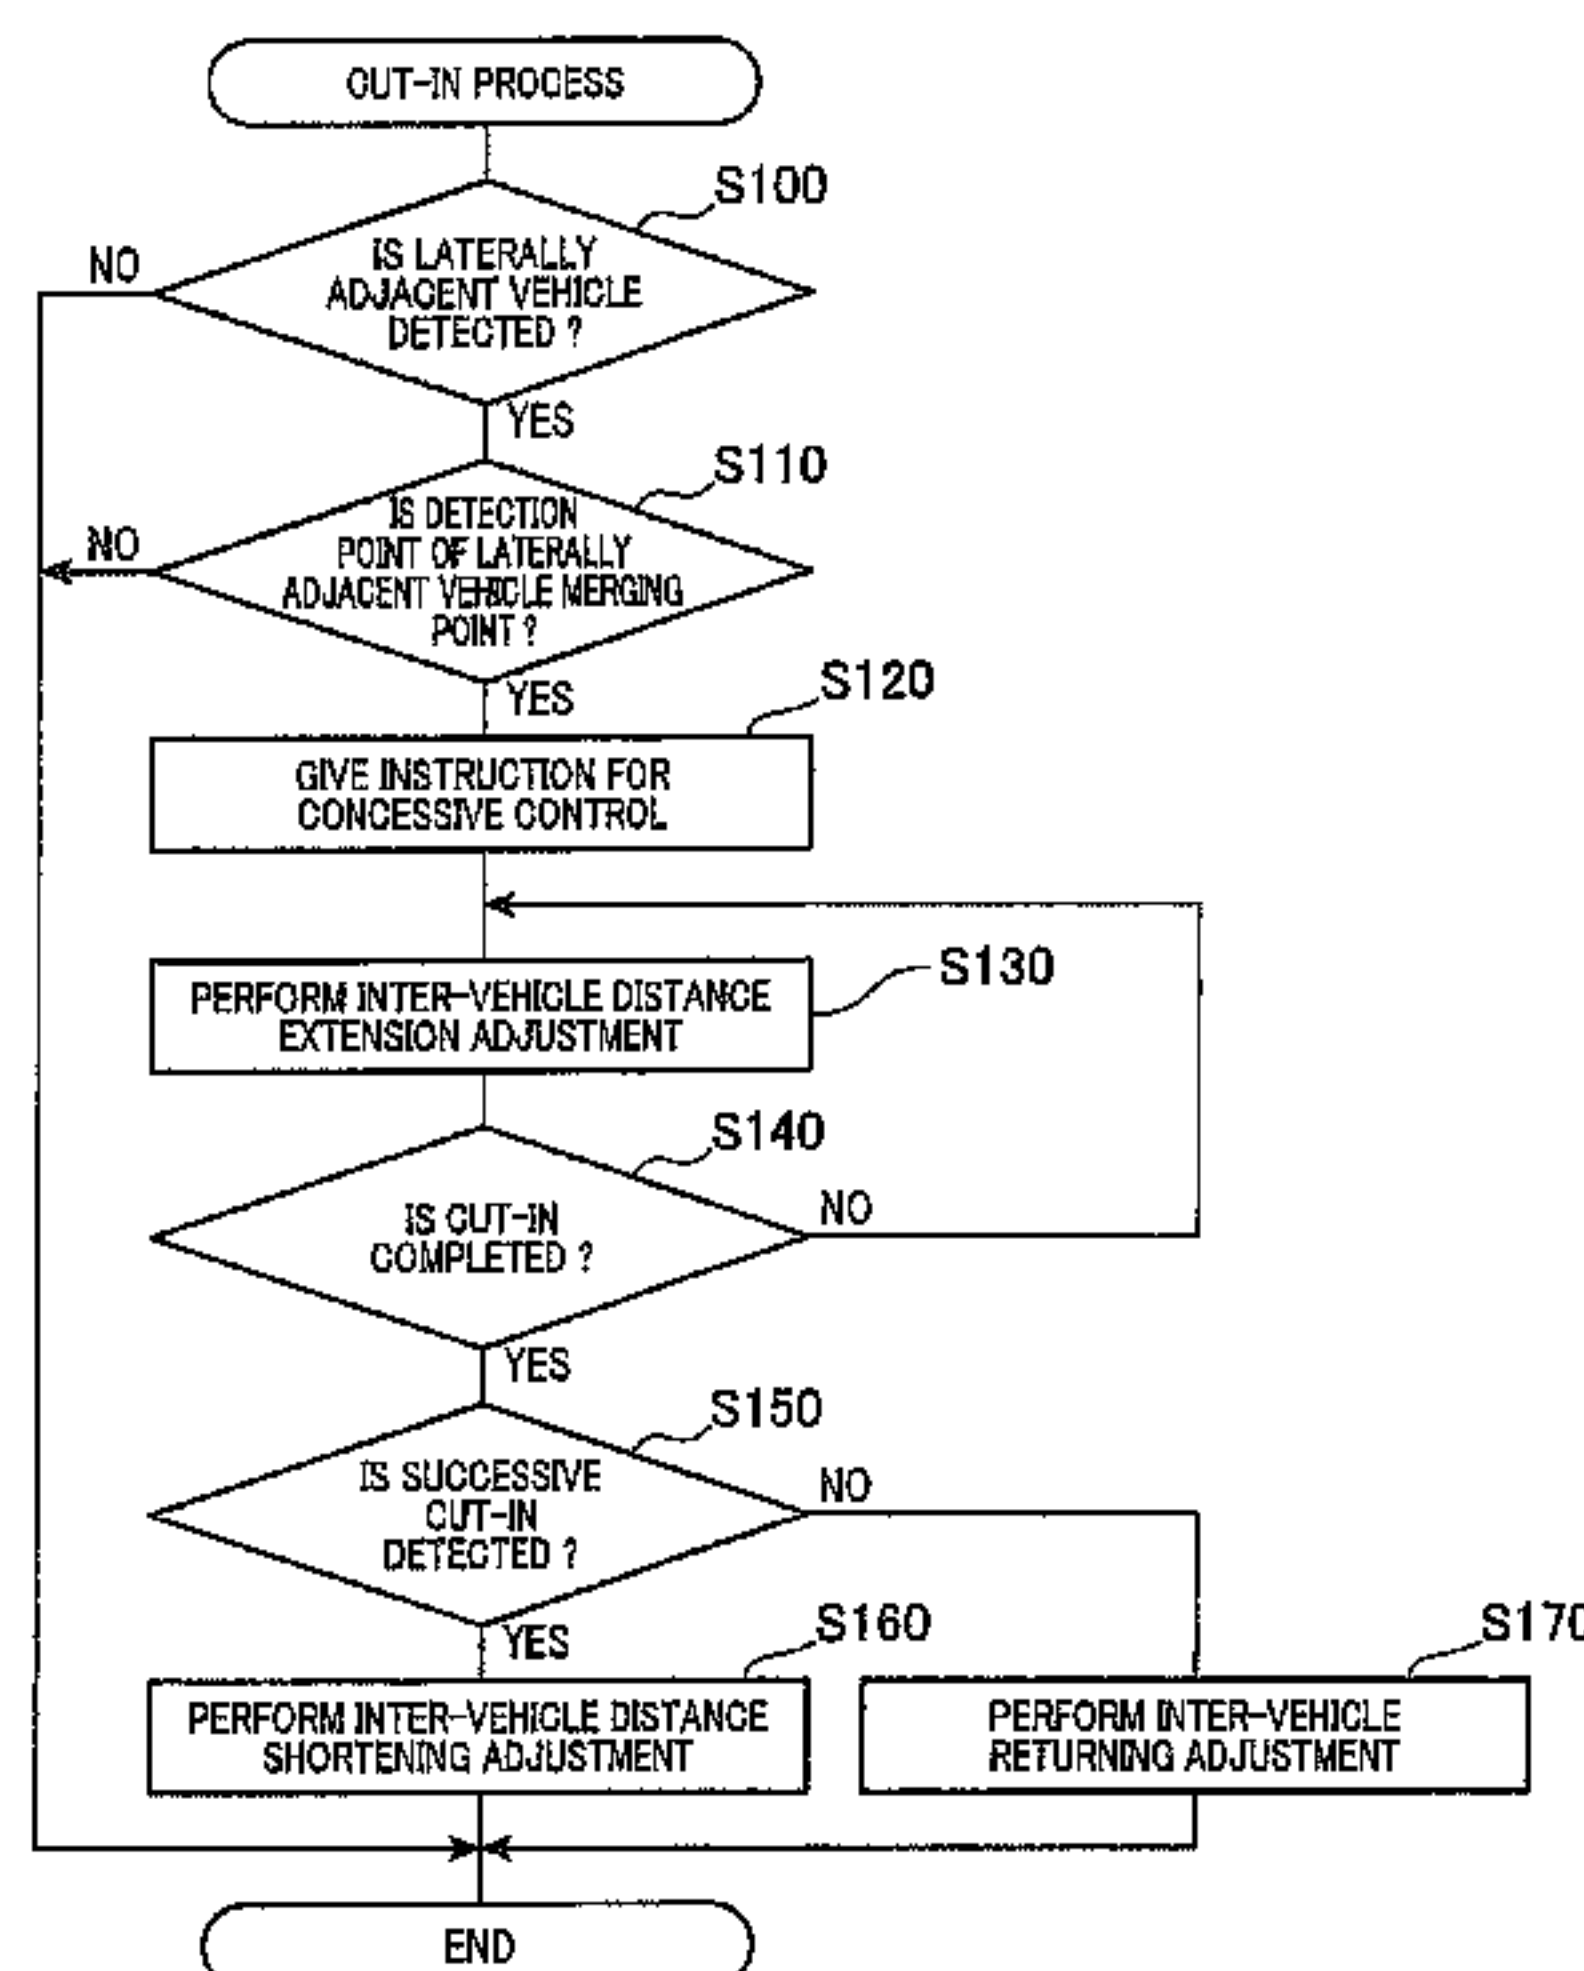 CUT-IN PROCESS
S100
IS LATERALLY
ADJACENT VEHICLE
DETECTED ?
NO
YES
S110
IS DETECTION
POINT OF LATERALLY
ADJACENT VEHICLE MERGING
POINT ?
NO
YES
S120
GIVE INSTRUCTION FOR
CONCESSIVE CONTROL
S130
PERFORM INTER-VEHICLE DISTANCE
EXTENSION ADJUSTMENT
S140
IS CUT-IN
COMPLETED ?
NO
YES
S150
IS SUCCESSIVE
CUT-IN
DETECTED ?
NO
YES
S160
PERFORM INTER-VEHICLE DISTANCE
SHORTENING ADJUSTMENT
S170
PERFORM INTER-VEHICLE
RETURNING ADJUSTMENT
END